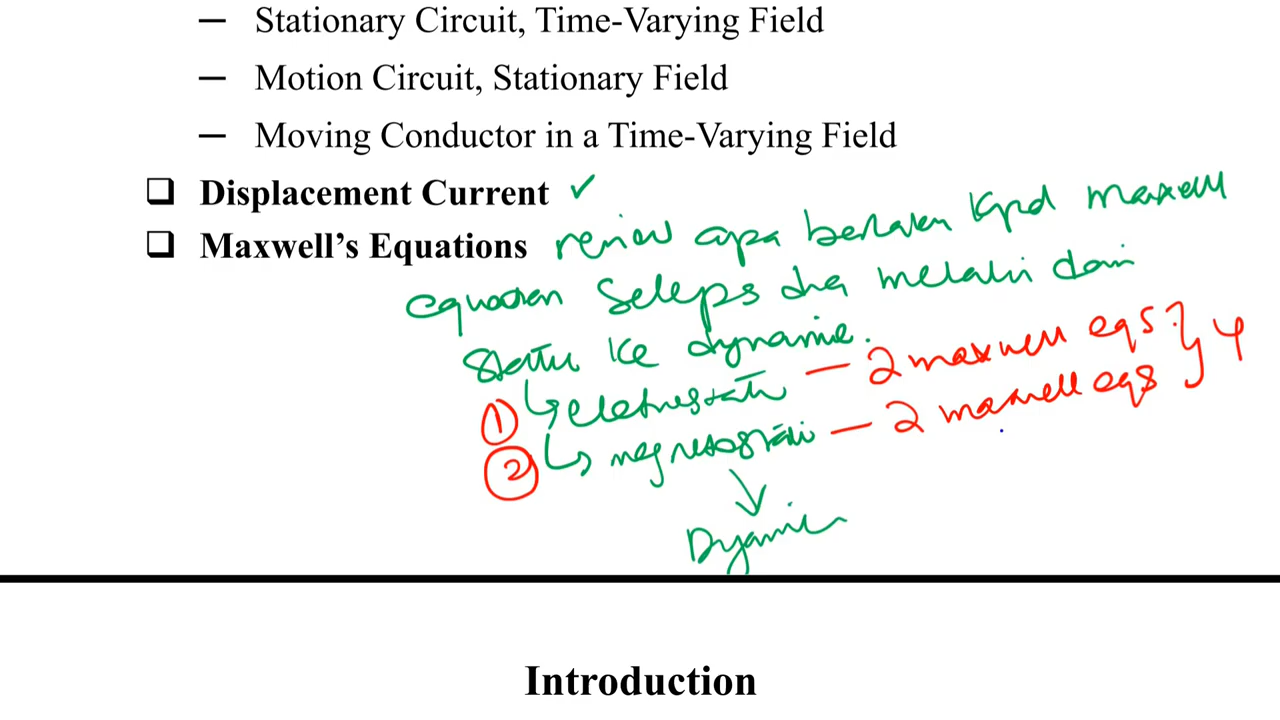 — Stationary Circuit, Time-Varying Field
— Motion Circuit, Stationary Field
— Moving Conductor in a Time-Varying Field
❑ Displacement Current ✓
❑ Maxwell’s Equations review apa berlaku kpd maxwell
equation selepas dia melalui dari
static ke dynamic.
① ↳ electrostatic — 2 maxwell eqs } 4
② ↳ magnetostatic — 2 maxwell eqs
↓
Dynamic
Introduction